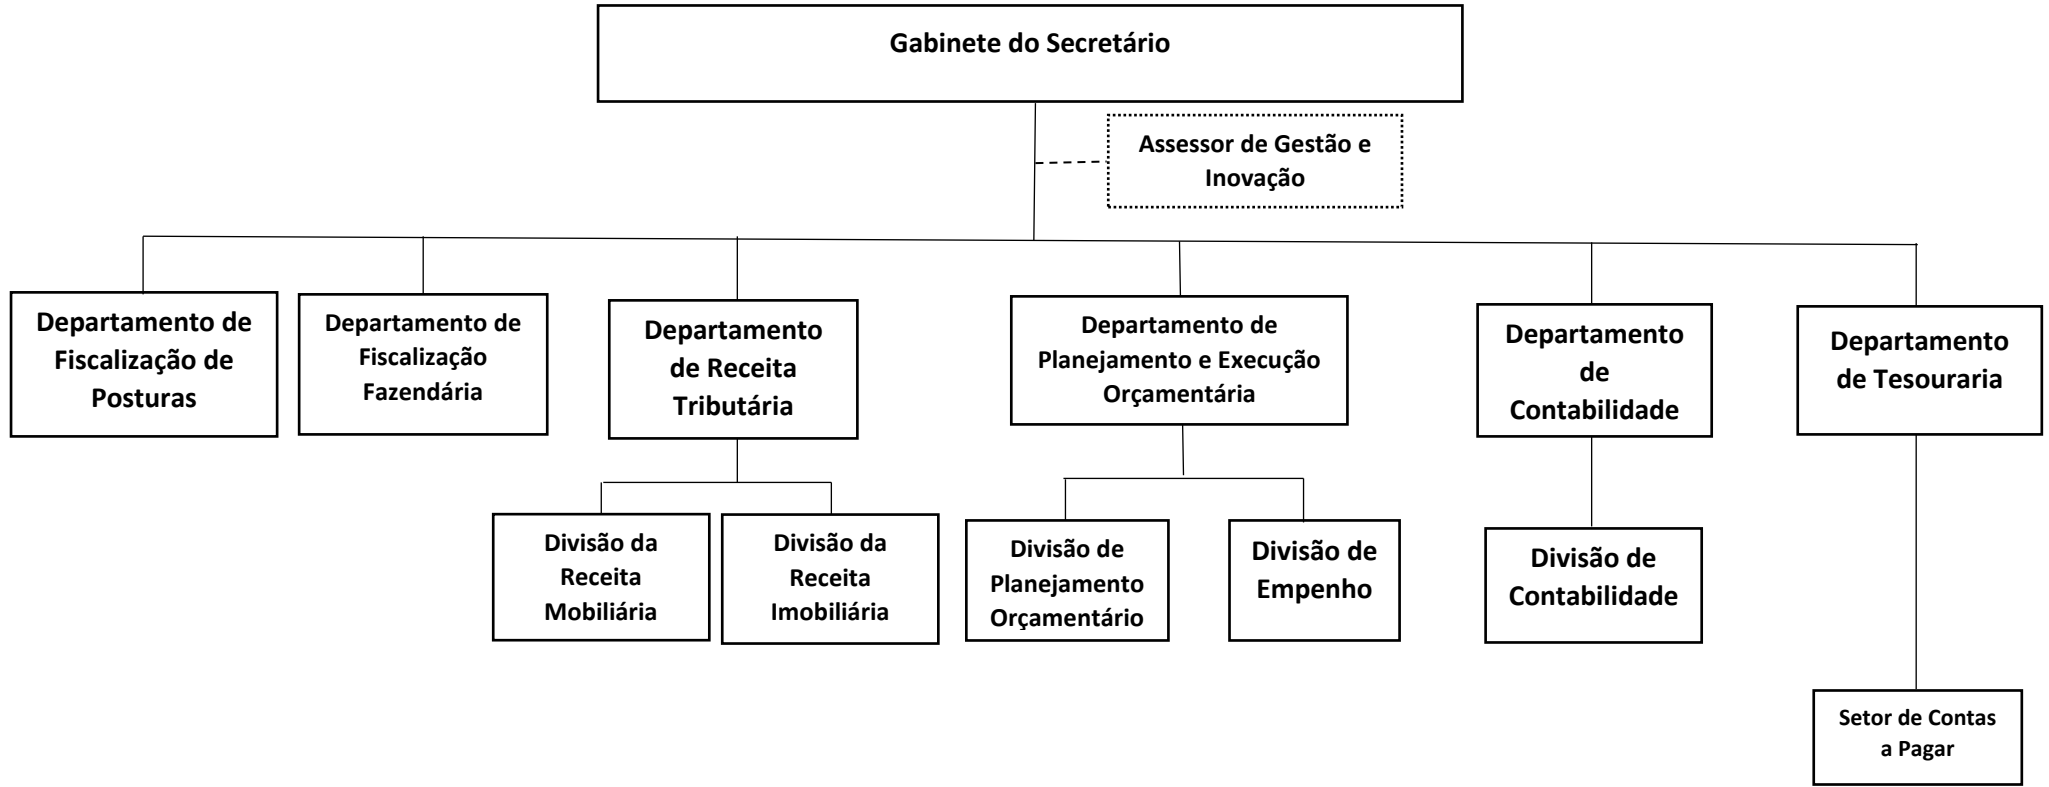 Gabinete do Secretário
Assessor de Gestão e
Inovação
Departamento de
Fiscalização de
Posturas
Departamento de
Fiscalização
Fazendária
Departamento
de Receita
Tributária
Departamento de
Planejamento e Execução
Orçamentária
Departamento
de
Contabilidade
Departamento
de Tesouraria
Divisão da
Receita
Mobiliária
Divisão da
Receita
Imobiliária
Divisão de
Planejamento
Orçamentário
Divisão de
Empenho
Divisão de
Contabilidade
Setor de Contas
a Pagar